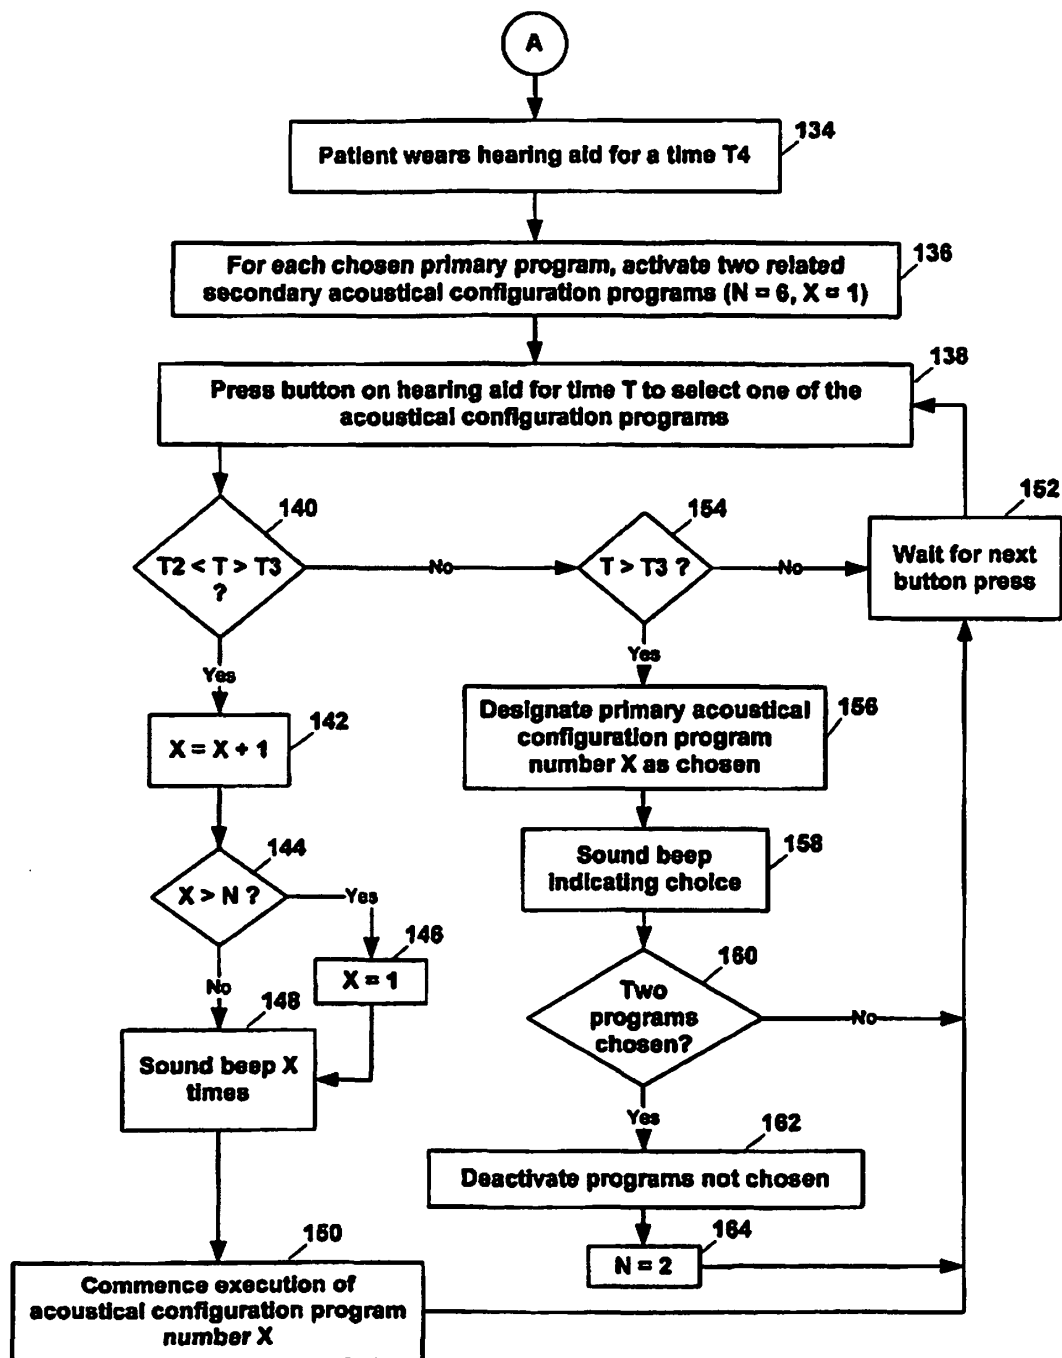 A
134
Patient wears hearing aid for a time T4
136
For each chosen primary program, activate two related
secondary acoustical configuration programs (N = 6, X = 1)
138
Press button on hearing aid for time T to select one of the
acoustical configuration programs
140
T2 < T > T3
?
No
154
T > T3 ?
No
152
Wait for next
button press
Yes
142
X = X + 1
Yes
156
Designate primary acoustical
configuration program
number X as chosen
144
X > N ?
Yes
146
X = 1
No
148
Sound beep X
times
158
Sound beep
indicating choice
160
Two
programs
chosen?
No
Yes
162
Deactivate programs not chosen
164
N = 2
150
Commence execution of
acoustical configuration program
number X